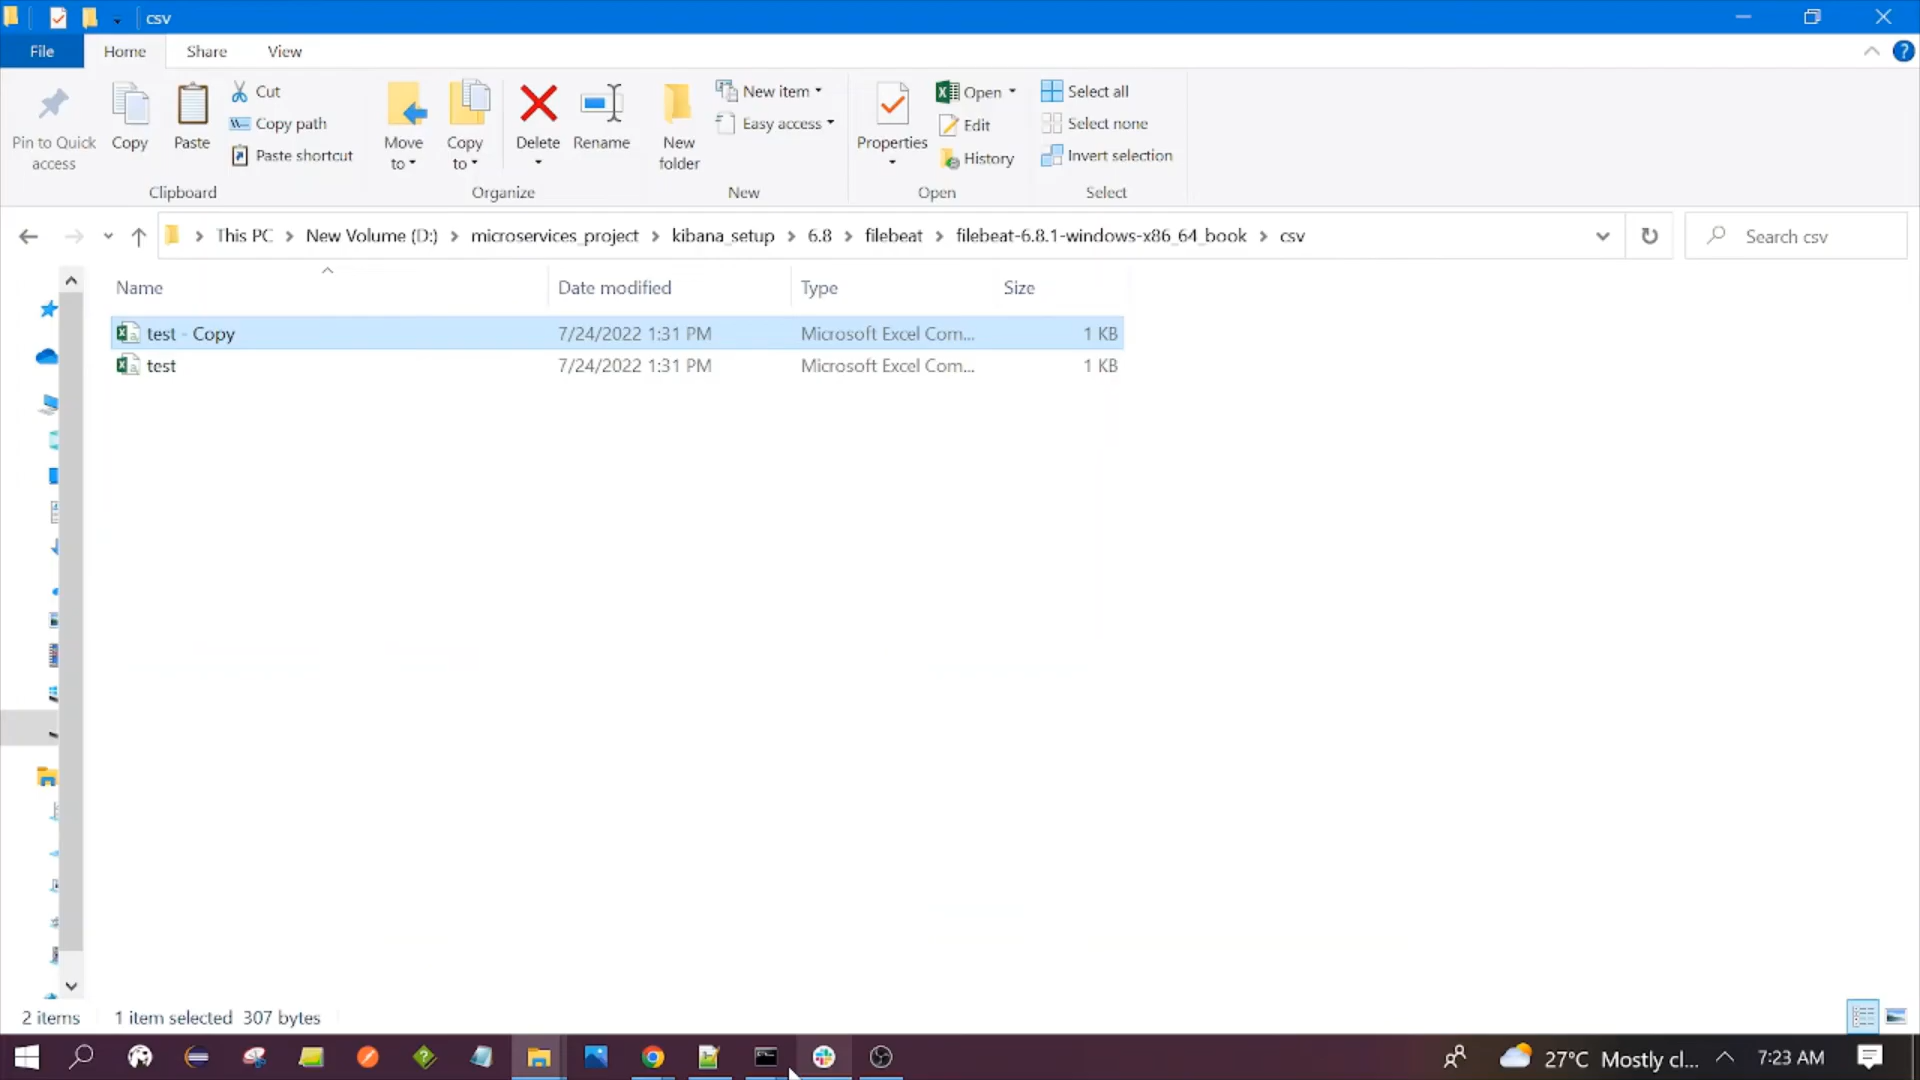 csv
File Home Share View
Pin to Quick access
Copy
Paste
Cut
Copy path
Paste shortcut
Clipboard
Move to
Copy to
Delete
Rename
Organize
New folder
New item
Easy access
New
Properties
Open
Edit
History
Open
Select all
Select none
Invert selection
Select
This PC > New Volume (D:) > microservices_project > kibana_setup > 6.8 > filebeat > filebeat-6.8.1-windows-x86_64_book > csv
Search csv
Name Date modified Type Size
test - Copy 7/24/2022 1:31 PM Microsoft Excel Com... 1 KB
test 7/24/2022 1:31 PM Microsoft Excel Com... 1 KB
2 items 1 item selected 307 bytes
27°C Mostly cl... 7:23 AM